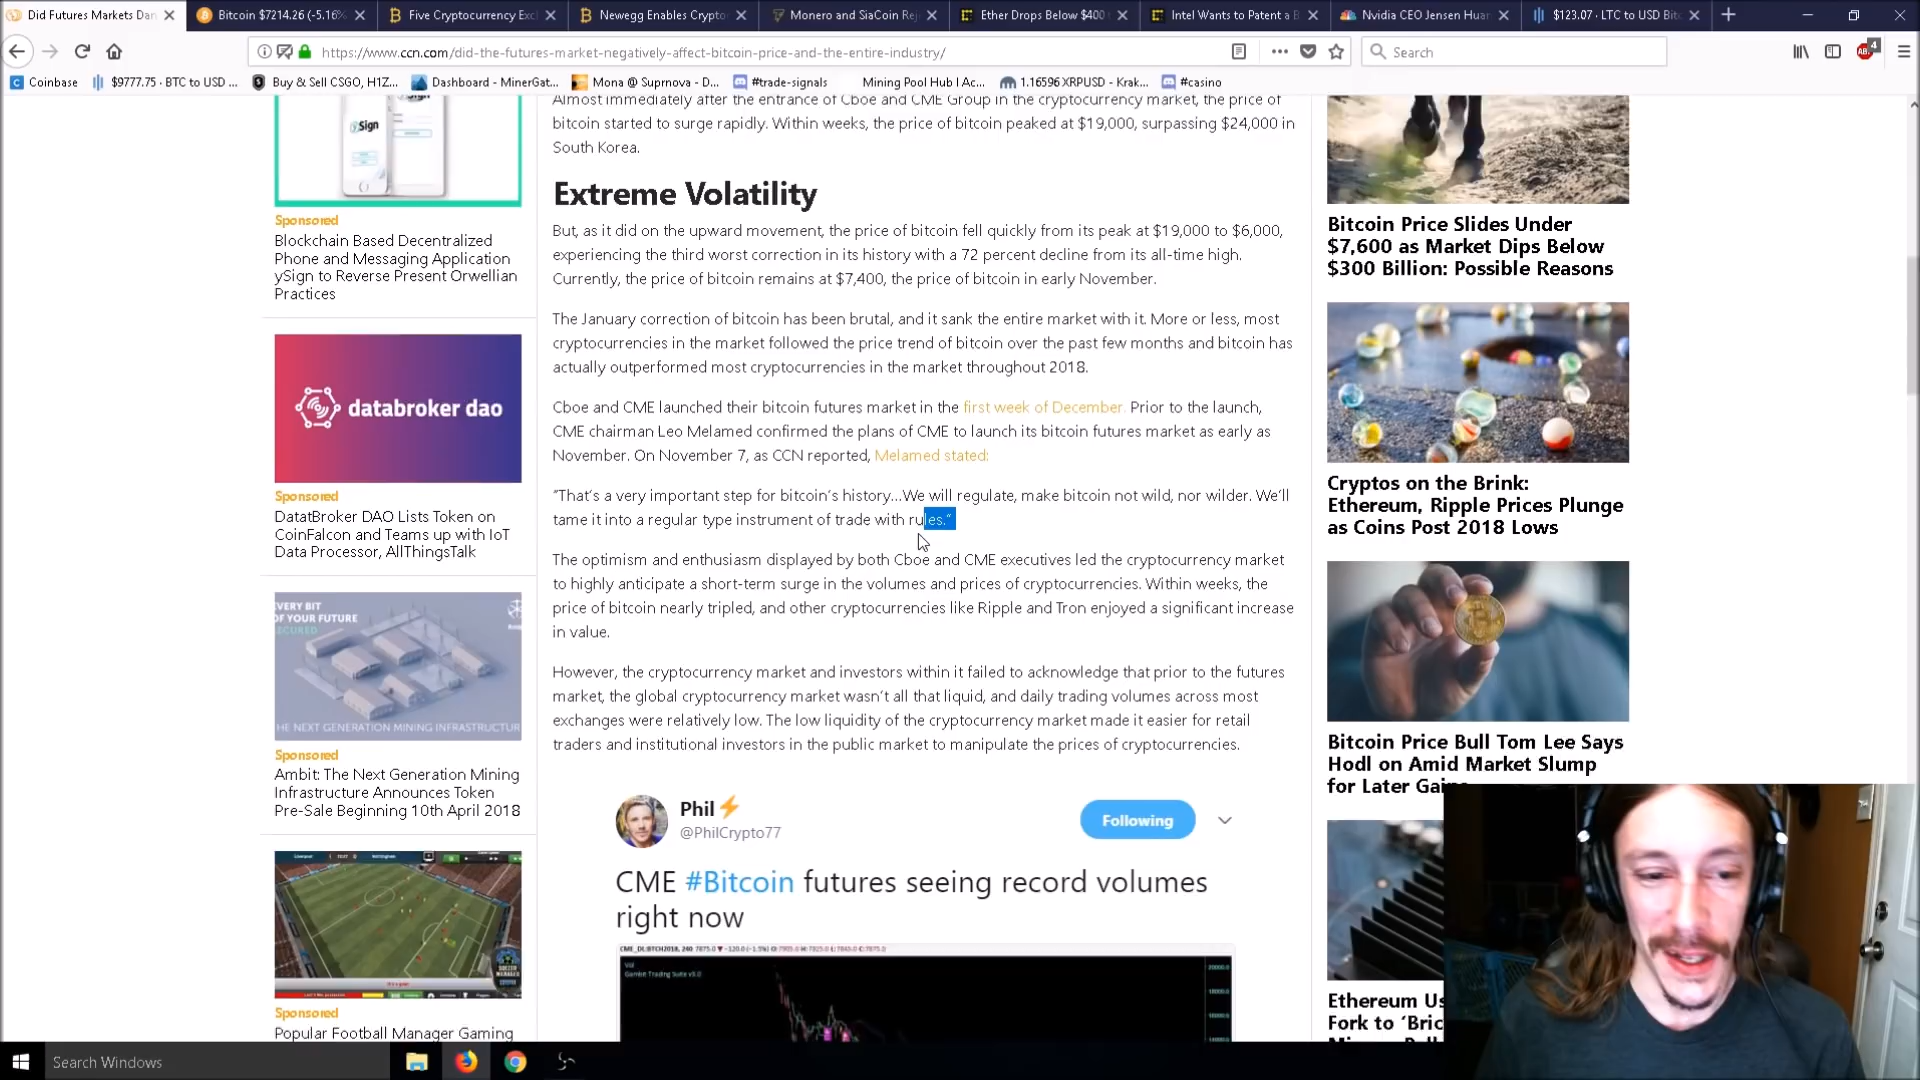 Did Futures Markets Dan
Bitcoin $7214.26 (-5.16%
Five Cryptocurrency Exc
Newegg Enables Crypto
Monero and SiaCoin Rej
Ether Drops Below $400
Intel Wants to Patent a B
Nvidia CEO Jensen Huan
$123.07 · LTC to USD Bitc
https://www.ccn.com/did-the-futures-market-negatively-affect-bitcoin-price-and-the-entire-industry/
Search
4
Coinbase
$9777.75 · BTC to USD ...
Buy & Sell CSGO, H1Z...
Dashboard - MinerGat...
Mona @ Suprnova - D...
#trade-signals
Mining Pool Hub I Ac...
1.16596 XRPUSD - Krak...
#casino
Almost immediately after the entrance of Cboe and CME Group in the cryptocurrency market, the price of
bitcoin started to surge rapidly. Within weeks, the price of bitcoin peaked at $19,000, surpassing $24,000 in
South Korea.
Extreme Volatility
But, as it did on the upward movement, the price of bitcoin fell quickly from its peak at $19,000 to $6,000,
experiencing the third worst correction in its history with a 72 percent decline from its all-time high.
Currently, the price of bitcoin remains at $7,400, the price of bitcoin in early November.
The January correction of bitcoin has been brutal, and it sank the entire market with it. More or less, most
cryptocurrencies in the market followed the price trend of bitcoin over the past few months and bitcoin has
actually outperformed most cryptocurrencies in the market throughout 2018.
Cboe and CME launched their bitcoin futures market in the first week of December. Prior to the launch,
CME chairman Leo Melamed confirmed the plans of CME to launch its bitcoin futures market as early as
November. On November 7, as CCN reported, Melamed stated:
“That’s a very important step for bitcoin’s history...We will regulate, make bitcoin not wild, nor wilder. We’ll
tame it into a regular type instrument of trade with rules.”
The optimism and enthusiasm displayed by both Cboe and CME executives led the cryptocurrency market
to highly anticipate a short-term surge in the volumes and prices of cryptocurrencies. Within weeks, the
price of bitcoin nearly tripled, and other cryptocurrencies like Ripple and Tron enjoyed a significant increase
in value.
However, the cryptocurrency market and investors within it failed to acknowledge that prior to the futures
market, the global cryptocurrency market wasn’t all that liquid, and daily trading volumes across most
exchanges were relatively low. The low liquidity of the cryptocurrency market made it easier for retail
traders and institutional investors in the public market to manipulate the prices of cryptocurrencies.
Phil
@PhilCrypto77
Following
CME #Bitcoin futures seeing record volumes
right now
Vol
Gambit Trading Suite v5.0
ySign
Sponsored
Blockchain Based Decentralized
Phone and Messaging Application
ySign to Reverse Present Orwellian
Practices
databroker dao
Sponsored
DatatBroker DAO Lists Token on
CoinFalcon and Teams up with IoT
Data Processor, AllThingsTalk
EVERY BIT
OF YOUR FUTURE
SECURED
HE NEXT GENERATION MINING INFRASTRUCTUR
Sponsored
Ambit: The Next Generation Mining
Infrastructure Announces Token
Pre-Sale Beginning 10th April 2018
Sponsored
Popular Football Manager Gaming
Bitcoin Price Slides Under
$7,600 as Market Dips Below
$300 Billion: Possible Reasons
Cryptos on the Brink:
Ethereum, Ripple Prices Plunge
as Coins Post 2018 Lows
Bitcoin Price Bull Tom Lee Says
Hodl on Amid Market Slump
for Later Gains
Ethereum Us
Fork to ‘Bric
Search Windows